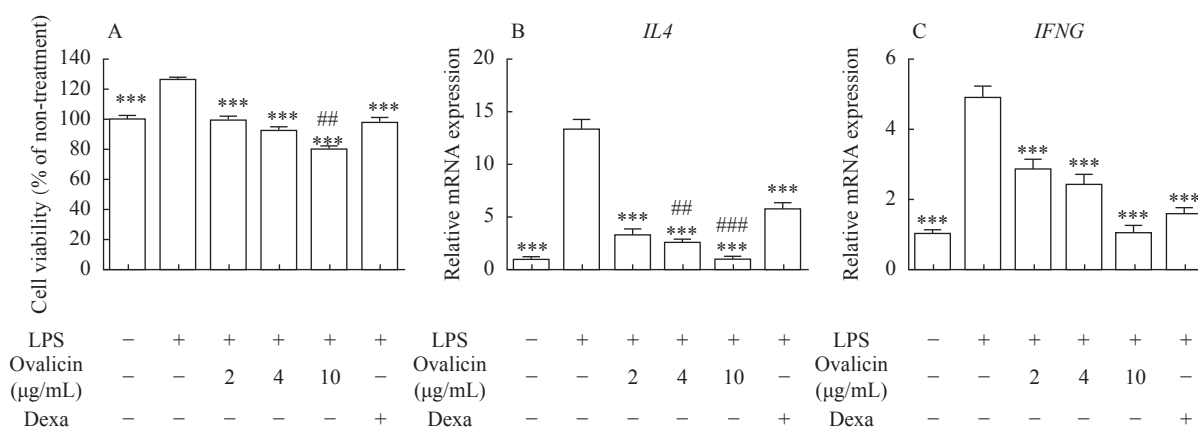 A
Cell viability (% of non-treatment)
140
120
100
80
60
40
20
0
***
***
***
##
***
***
B
IL4
Relative mRNA expression
20
15
10
5
0
***
***
##
***
###
***
***
C
IFNG
Relative mRNA expression
6
4
2
0
***
***
***
***
***
LPS − + + + + +
Ovalicin
(μg/mL) − − 2 4 10 −
Dexa − − − − − +
LPS − + + + + +
Ovalicin
(μg/mL) − − 2 4 10 −
Dexa − − − − − +
LPS − + + + + +
Ovalicin
(μg/mL) − − 2 4 10 −
Dexa − − − − − +